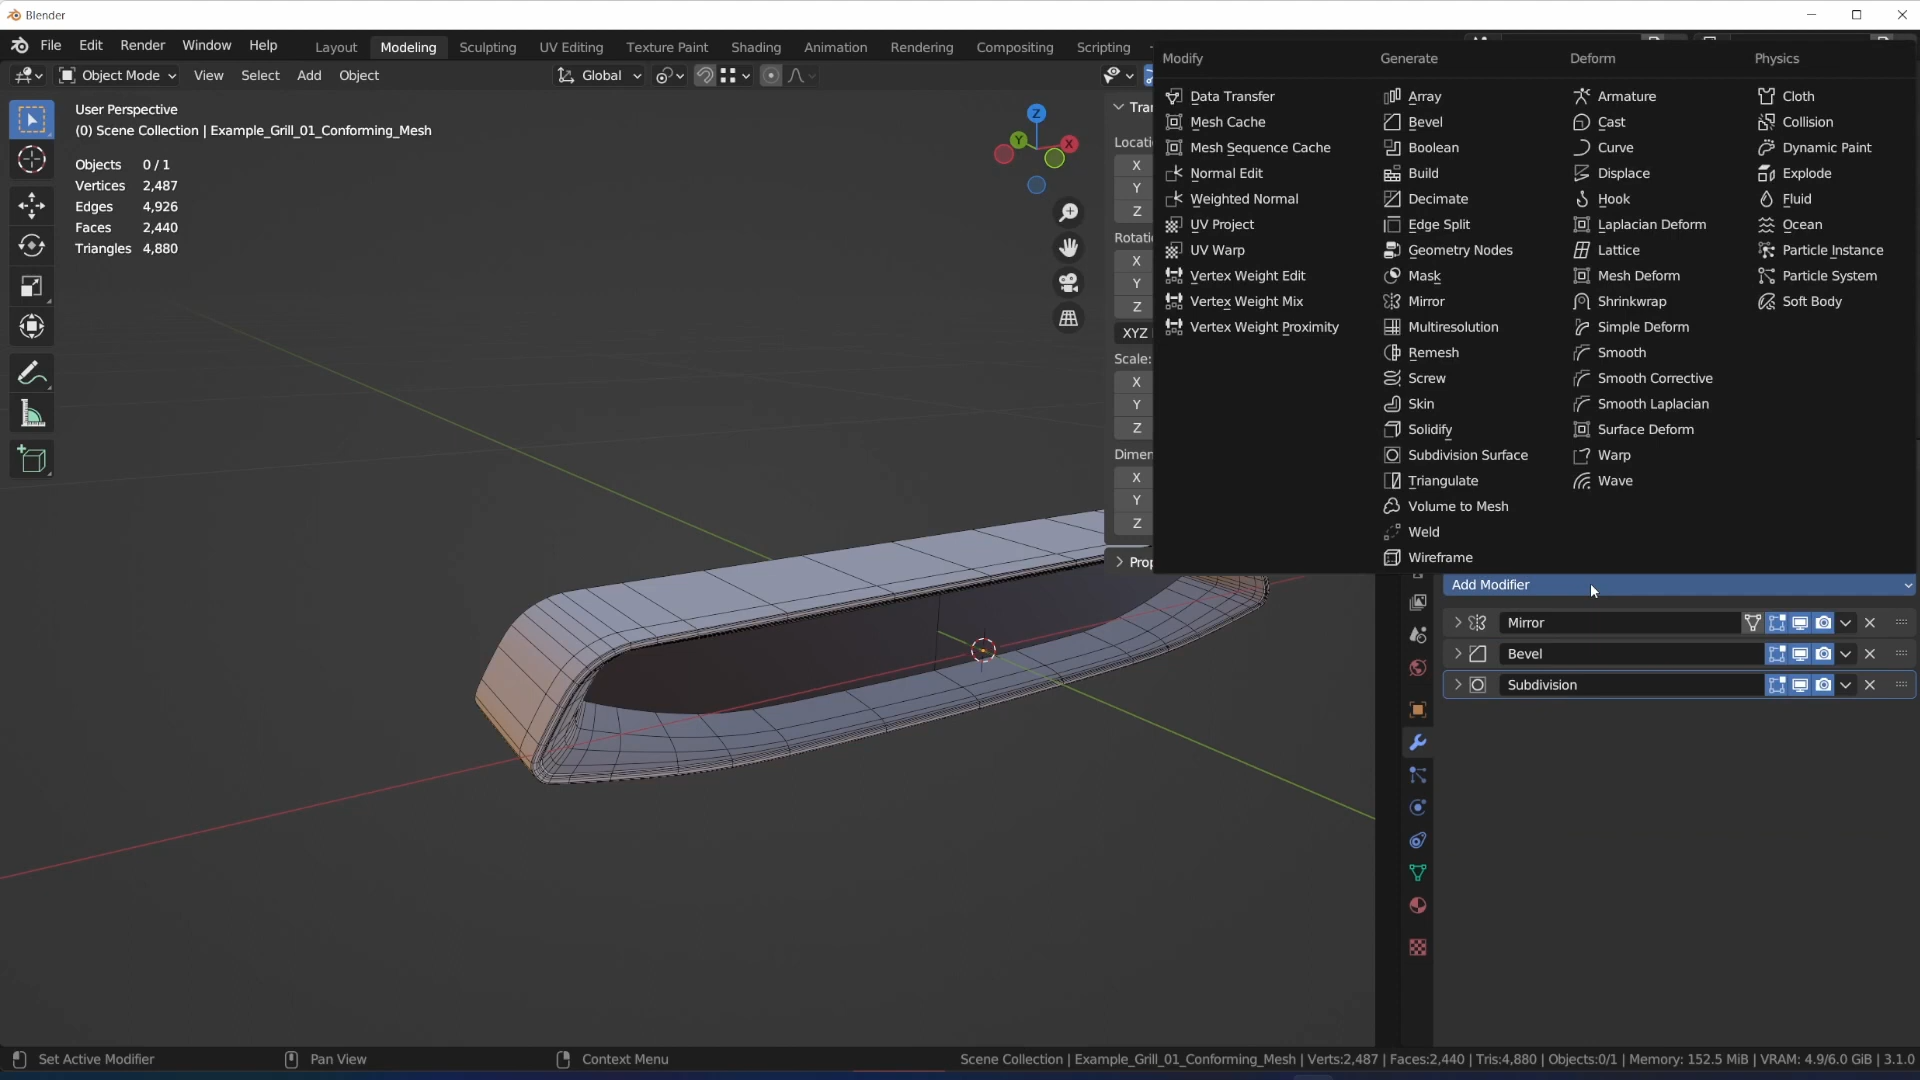 Blender
File Edit Render Window Help Layout Modeling Sculpting UV Editing Texture Paint Shading Animation Rendering Compositing Scripting
Object Mode View Select Add Object Global
User Perspective
(0) Scene Collection | Example_Grill_01_Conforming_Mesh
Objects 0 / 1
Vertices 2,487
Edges 4,926
Faces 2,440
Triangles 4,880
Z
Y
X
Tran
Locati
X
Y
Z
Rotati
X
Y
Z
XYZ
Scale:
X
Y
Z
Dimen
X
Y
Z
Prop
Modify
Data Transfer
Mesh Cache
Mesh Sequence Cache
Normal Edit
Weighted Normal
UV Project
UV Warp
Vertex Weight Edit
Vertex Weight Mix
Vertex Weight Proximity
Generate
Array
Bevel
Boolean
Build
Decimate
Edge Split
Geometry Nodes
Mask
Mirror
Multiresolution
Remesh
Screw
Skin
Solidify
Subdivision Surface
Triangulate
Volume to Mesh
Weld
Wireframe
Deform
Armature
Cast
Curve
Displace
Hook
Laplacian Deform
Lattice
Mesh Deform
Shrinkwrap
Simple Deform
Smooth
Smooth Corrective
Smooth Laplacian
Surface Deform
Warp
Wave
Physics
Cloth
Collision
Dynamic Paint
Explode
Fluid
Ocean
Particle Instance
Particle System
Soft Body
Add Modifier
Mirror
Bevel
Subdivision
Set Active Modifier Pan View Context Menu Scene Collection | Example_Grill_01_Conforming_Mesh | Verts:2,487 | Faces:2,440 | Tris:4,880 | Objects:0/1 | Memory: 152.5 MiB | VRAM: 4.9/6.0 GiB | 3.1.0